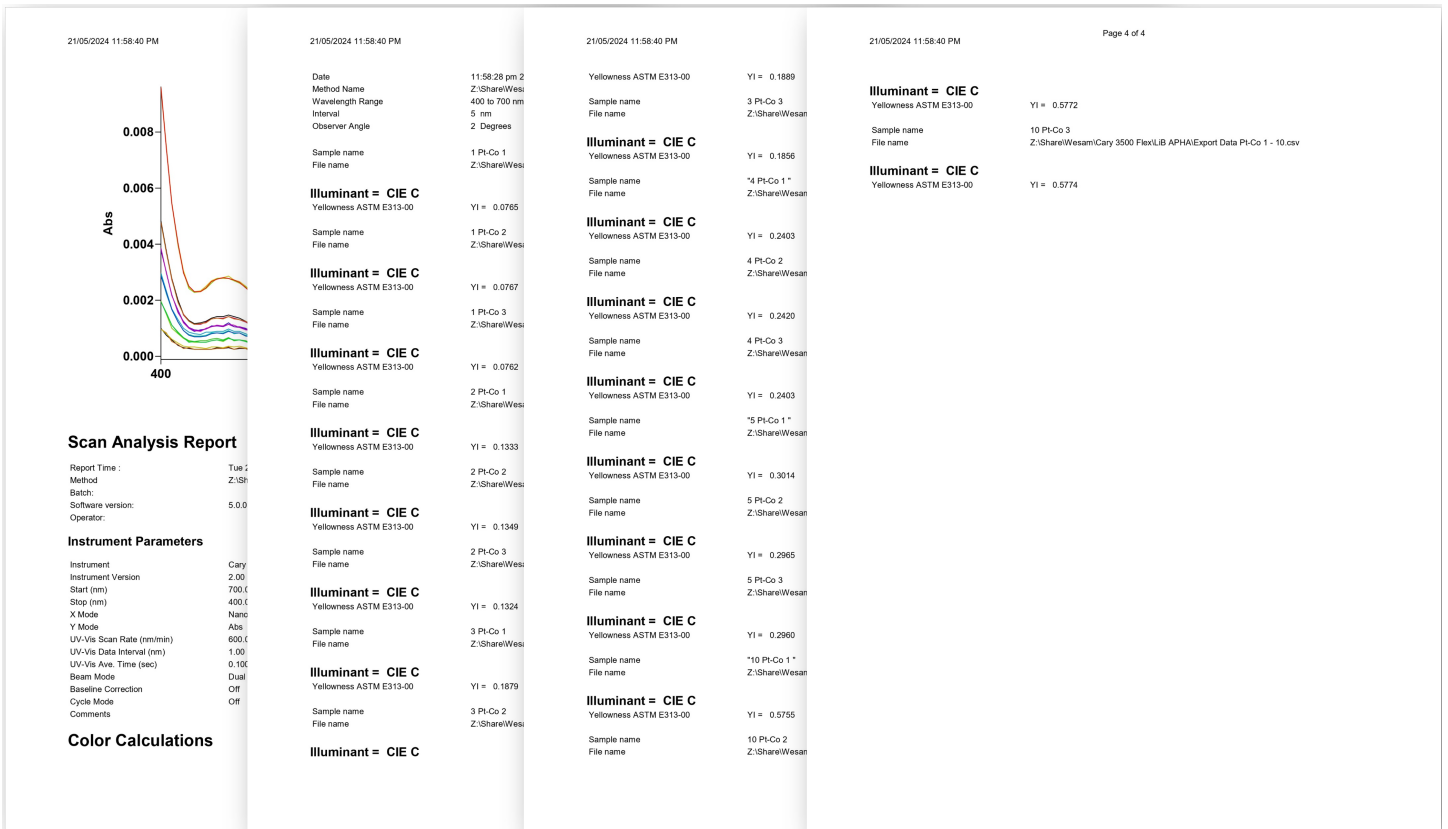 21/05/2024 11:58:40 PM
0.008
0.006
Abs
0.004
0.002
0.000
400
Scan Analysis Report
Report Time :
Tue 2
Method
Z:\Sh
Batch:
Software version:
5.0.0
Operator:
Instrument Parameters
Instrument
Cary
Instrument Version
2.00
Start (nm)
700.0
Stop (nm)
400.0
X Mode
Nano
Y Mode
Abs
UV-Vis Scan Rate (nm/min)
600.0
UV-Vis Data Interval (nm)
1.00
UV-Vis Ave. Time (sec)
0.100
Beam Mode
Dual
Baseline Correction
Off
Cycle Mode
Off
Comments
Color Calculations
21/05/2024 11:58:40 PM
Date 11:58:28 pm 2
Method Name Z:\Share\Wesa
Wavelength Range 400 to 700 nm
Interval 5 nm
Observer Angle 2 Degrees
Sample name 1 Pt-Co 1
File name Z:\Share\Wesa
Illuminant = CIE C
Yellowness ASTM E313-00 YI = 0.0765
Sample name 1 Pt-Co 2
File name Z:\Share\Wesa
Illuminant = CIE C
Yellowness ASTM E313-00 YI = 0.0767
Sample name 1 Pt-Co 3
File name Z:\Share\Wesa
Illuminant = CIE C
Yellowness ASTM E313-00 YI = 0.0762
Sample name 2 Pt-Co 1
File name Z:\Share\Wesa
Illuminant = CIE C
Yellowness ASTM E313-00 YI = 0.1333
Sample name 2 Pt-Co 2
File name Z:\Share\Wesa
Illuminant = CIE C
Yellowness ASTM E313-00 YI = 0.1349
Sample name 2 Pt-Co 3
File name Z:\Share\Wesa
Illuminant = CIE C
Yellowness ASTM E313-00 YI = 0.1324
Sample name 3 Pt-Co 1
File name Z:\Share\Wesa
Illuminant = CIE C
Yellowness ASTM E313-00 YI = 0.1879
Sample name 3 Pt-Co 2
File name Z:\Share\Wesa
Illuminant = CIE C
21/05/2024 11:58:40 PM
Yellowness ASTM E313-00 YI = 0.1889
Sample name 3 Pt-Co 3
File name Z:\Share\Wesam
Illuminant = CIE C
Yellowness ASTM E313-00 YI = 0.1856
Sample name "4 Pt-Co 1 "
File name Z:\Share\Wesam
Illuminant = CIE C
Yellowness ASTM E313-00 YI = 0.2403
Sample name 4 Pt-Co 2
File name Z:\Share\Wesam
Illuminant = CIE C
Yellowness ASTM E313-00 YI = 0.2420
Sample name 4 Pt-Co 3
File name Z:\Share\Wesam
Illuminant = CIE C
Yellowness ASTM E313-00 YI = 0.2403
Sample name "5 Pt-Co 1 "
File name Z:\Share\Wesam
Illuminant = CIE C
Yellowness ASTM E313-00 YI = 0.3014
Sample name 5 Pt-Co 2
File name Z:\Share\Wesam
Illuminant = CIE C
Yellowness ASTM E313-00 YI = 0.2965
Sample name 5 Pt-Co 3
File name Z:\Share\Wesam
Illuminant = CIE C
Yellowness ASTM E313-00 YI = 0.2960
Sample name "10 Pt-Co 1 "
File name Z:\Share\Wesam
Illuminant = CIE C
Yellowness ASTM E313-00 YI = 0.5755
Sample name 10 Pt-Co 2
File name Z:\Share\Wesam
Page 4 of 4
21/05/2024 11:58:40 PM
Illuminant = CIE C
Yellowness ASTM E313-00 YI = 0.5772
Sample name 10 Pt-Co 3
File name Z:\Share\Wesam\Cary 3500 Flex\LiB APHA\Export Data Pt-Co 1 - 10.csv
Illuminant = CIE C
Yellowness ASTM E313-00 YI = 0.5774